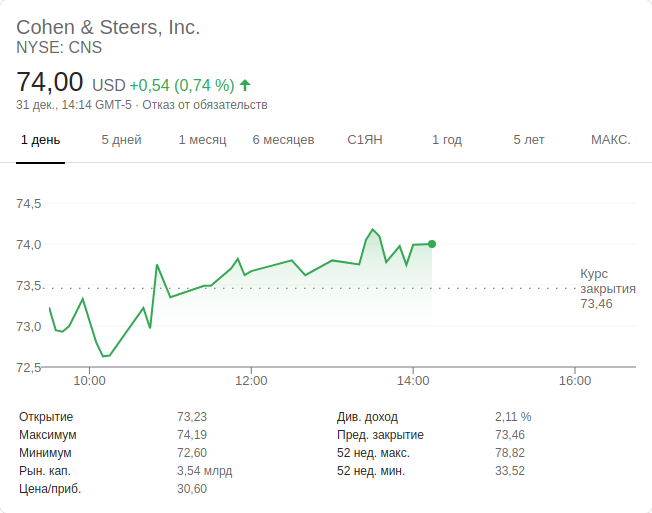 Cohen & Steers, Inc.
NYSE: CNS
74,00 USD +0,54 (0,74 %)
31 дек., 14:14 GMT-5 · Отказ от обязательств
1 день 5 дней 1 месяц 6 месяцев С1ЯН 1 год 5 лет МАКС.
74,5
74,0
73,5
73,0
72,5
Курс
закрытия
73,46
10:00 12:00 14:00 16:00
Открытие 73,23 Див. доход 2,11 %
Максимум 74,19 Пред. закрытие 73,46
Минимум 72,60 52 нед. макс. 78,82
Рын. кап. 3,54 млрд 52 нед. мин. 33,52
Цена/приб. 30,60